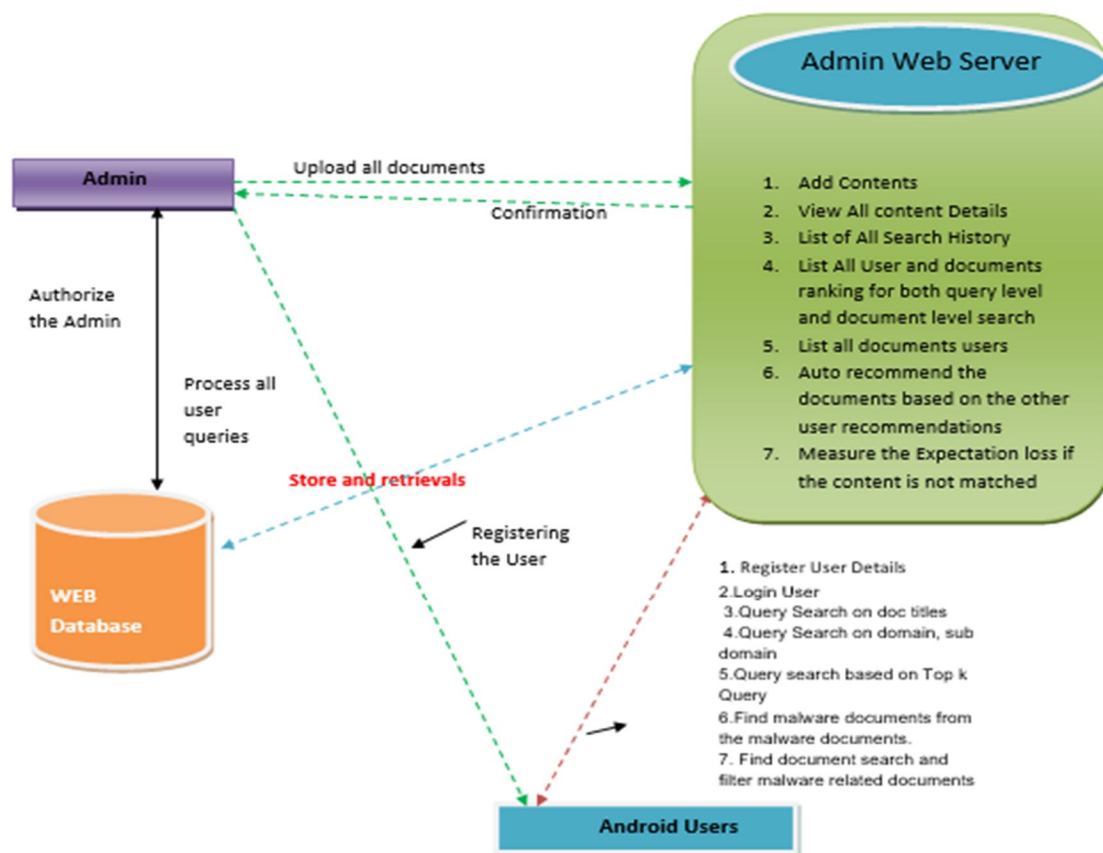 Admin Web Server
Admin
Upload all documents
Confirmation
1. Add Contents
2. View All content Details
3. List of All Search History
4. List All User and documents
ranking for both query level
and document level search
5. List all documents users
6. Auto recommend the
documents based on the other
user recommendations
7. Measure the Expectation loss if
the content is not matched
Authorize
the Admin
Process all
user
queries
Store and retrievals
Registering
the User
WEB
Database
1. Register User Details
2.Login User
3.Query Search on doc titles
4.Query Search on domain, sub
domain
5.Query search based on Top k
Query
6.Find malware documents from
the malware documents.
7. Find document search and
filter malware related documents
Android Users